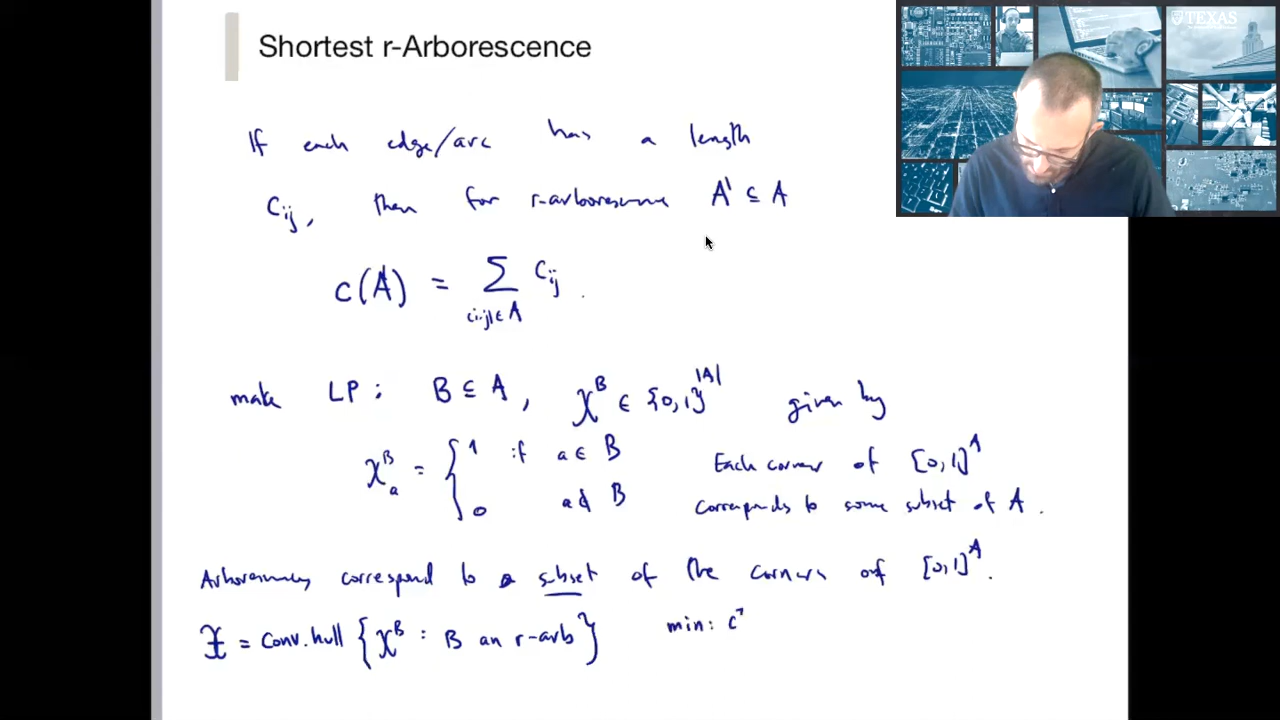 Shortest r-Arborescence
TEXAS
If each edge/arc has a length
Cij, then for r-arborescence A' ⊆ A
c(A) = ∑ Cij .
(i,j)∈A
make LP: B ⊆ A, χ^B ∈ {0,1}^|A| given by
χ^B_a = { 1 if a ∈ B
0 a ∉ B
Each corner of [0,1]^A
corresponds to some subset of A.
Arborescences correspond to a subset of the corners of [0,1]^A.
X = Conv.hull {χ^B : B an r-arb} min: c^T